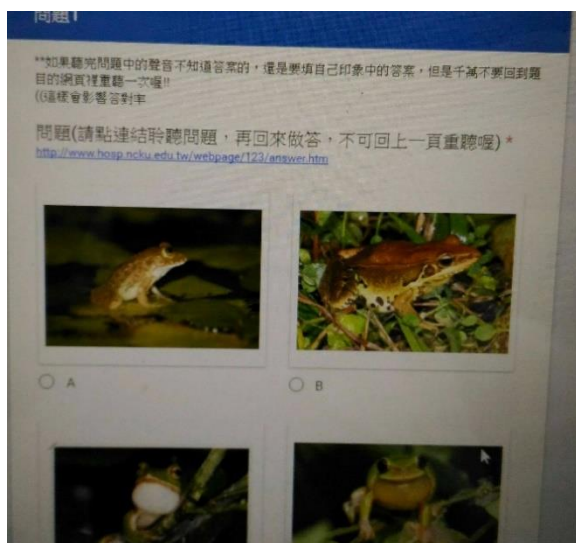 問題1
**如果聽完問題中的聲音不知道答案的，還是要填自己印象中的答案，但是千萬不要回到題
目的網頁裡重聽一次喔!!
((這樣會影響答對率
問題(請點連結聆聽問題，再回來做答，不可回上一頁重聽喔) *
http://www.hosp.ncku.edu.tw/webpage/123/answer.htm
A
B